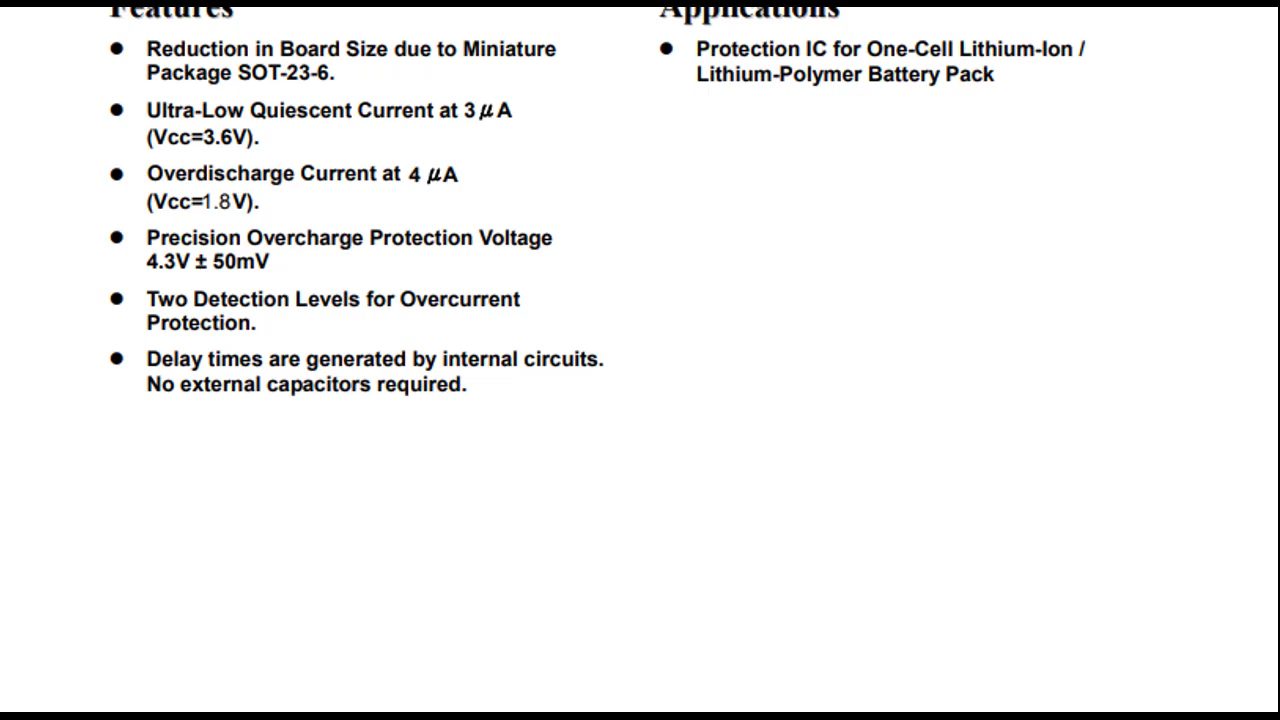 Features
● Reduction in Board Size due to Miniature
Package SOT-23-6.
● Ultra-Low Quiescent Current at 3μA
(Vcc=3.6V).
● Overdischarge Current at 4 μA
(Vcc=1.8V).
● Precision Overcharge Protection Voltage
4.3V ± 50mV
● Two Detection Levels for Overcurrent
Protection.
● Delay times are generated by internal circuits.
No external capacitors required.
Applications
● Protection IC for One-Cell Lithium-Ion /
Lithium-Polymer Battery Pack